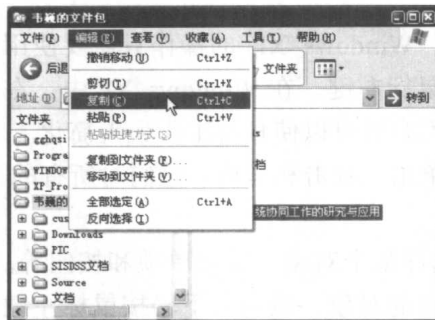 韦巍的文件包
文件(F) 编辑(E) 查看(V) 收藏(A) 工具(T) 帮助(H)
后退 文件夹
地址(D) 转到
撤销移动(U) Ctrl+Z
剪切(T) Ctrl+X
复制(C) Ctrl+C
粘贴(P) Ctrl+V
粘贴快捷方式(S)
复制到文件夹(F)...
移动到文件夹(V)...
全部选定(A) Ctrl+A
反向选择(I)
文件夹
gghqsi
Progra
WINDOW
XP_Pro
韦巍的
cus
Downloads
PIC
SISDSS文档
Source
文档
档
协同工作的研究与应用